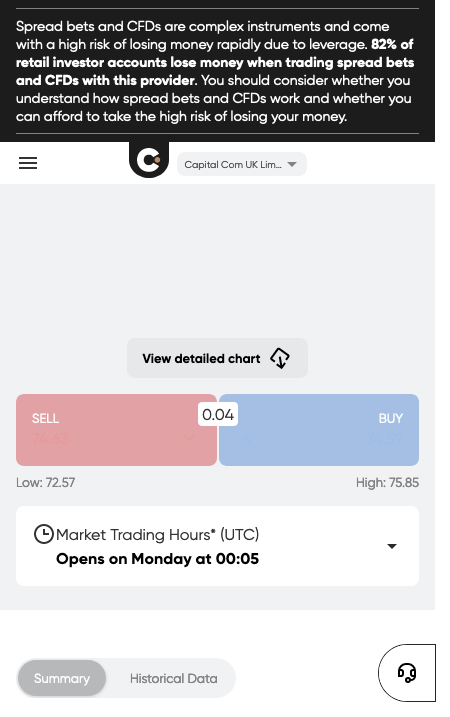 Spread bets and CFDs are complex instruments and come
with a high risk of losing money rapidly due to leverage. 82% of
retail investor accounts lose money when trading spread bets
and CFDs with this provider. You should consider whether you
understand how spread bets and CFDs work and whether you
can afford to take the high risk of losing your money.
Capital Com UK Lim...
View detailed chart
SELL
0.04
BUY
Low: 72.57
High: 75.85
Market Trading Hours* (UTC)
Opens on Monday at 00:05
Summary
Historical Data